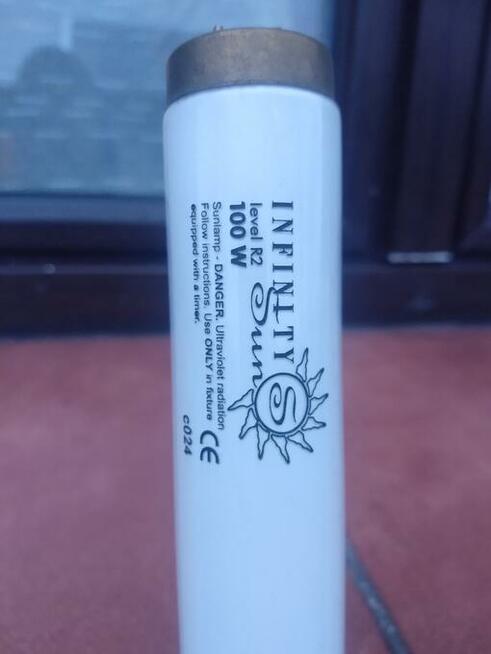 INFINITY
Sun
S
level R2
100 W
Sunlamp - DANGER. Ultraviolet radiation
Follow instructions. Use ONLY in fixture
equipped with a timer.
CE
c024